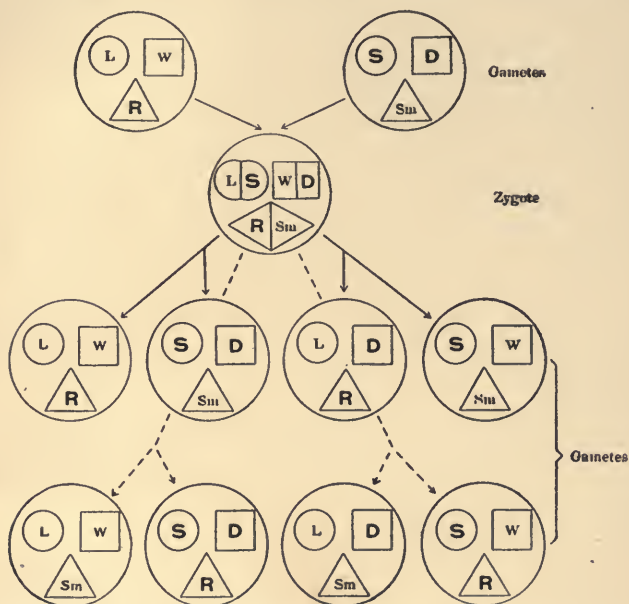 L W S D Gametes
R Sm
L S W D Zygote
R Sm
L W S D L D S W
R Sm R Sm
Gametes
L W S D L D S W
Sm R Sm R